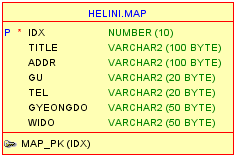 HELINI.MAP
P * IDX NUMBER (10)
TITLE VARCHAR2 (100 BYTE)
ADDR VARCHAR2 (100 BYTE)
GU VARCHAR2 (20 BYTE)
TEL VARCHAR2 (20 BYTE)
GYEONGDO VARCHAR2 (50 BYTE)
WIDO VARCHAR2 (50 BYTE)
MAP_PK (IDX)